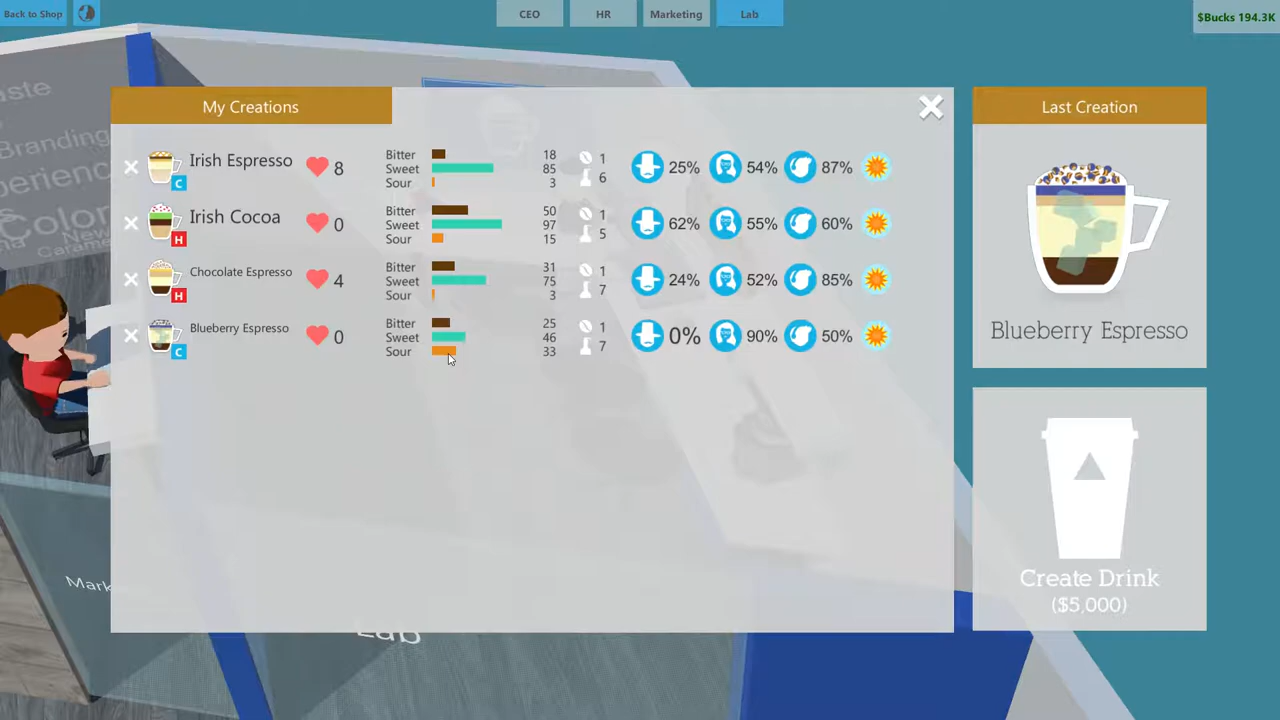 Back to Shop
CEO
HR
Marketing
Lab
$Bucks 194.3K
My Creations
Last Creation
Irish Espresso
8
Bitter 18
Sweet 85
Sour 3
1
6
25%
54%
87%
C
Irish Cocoa
0
Bitter 50
Sweet 97
Sour 15
1
5
62%
55%
60%
H
Chocolate Espresso
4
Bitter 31
Sweet 75
Sour 3
1
7
24%
52%
85%
H
Blueberry Espresso
0
Bitter 25
Sweet 46
Sour 33
1
7
0%
90%
50%
C
Blueberry Espresso
Create Drink
($5,000)
Branding
New
Lab